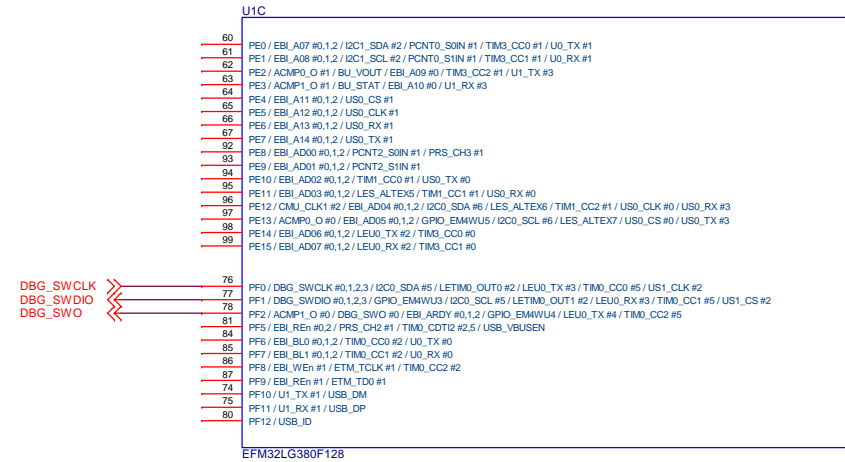 U1C
60 PE0 / EBI_A07 #0,1,2 / I2C1_SDA #2 / PCNT0_S0IN #1 / TIM3_CC0 #1 / U0_TX #1
61 PE1 / EBI_A08 #0,1,2 / I2C1_SCL #2 / PCNT0_S1IN #1 / TIM3_CC1 #1 / U0_RX #1
62 PE2 / ACMP0_O #1 / BU_VOUT / EBI_A09 #0 / TIM3_CC2 #1 / U1_TX #3
63 PE3 / ACMP1_O #1 / BU_STAT / EBI_A10 #0 / U1_RX #3
64 PE4 / EBI_A11 #0,1,2 / US0_CS #1
65 PE5 / EBI_A12 #0,1,2 / US0_CLK #1
66 PE6 / EBI_A13 #0,1,2 / US0_RX #1
67 PE7 / EBI_A14 #0,1,2 / US0_TX #1
92 PE8 / EBI_AD00 #0,1,2 / PCNT2_S0IN #1 / PRS_CH3 #1
93 PE9 / EBI_AD01 #0,1,2 / PCNT2_S1IN #1
94 PE10 / EBI_AD02 #0,1,2 / TIM1_CC0 #1 / US0_TX #0
95 PE11 / EBI_AD03 #0,1,2 / LES_ALTEX5 / TIM1_CC1 #1 / US0_RX #0
96 PE12 / CMU_CLK1 #2 / EBI_AD04 #0,1,2 / I2C0_SDA #6 / LES_ALTEX6 / TIM1_CC2 #1 / US0_CLK #0 / US0_RX #3
97 PE13 / ACMP0_O #0 / EBI_AD05 #0,1,2 / GPIO_EM4WU5 / I2C0_SCL #6 / LES_ALTEX7 / US0_CS #0 / US0_TX #3
98 PE14 / EBI_AD06 #0,1,2 / LEU0_TX #2 / TIM3_CC0 #0
99 PE15 / EBI_AD07 #0,1,2 / LEU0_RX #2 / TIM3_CC1 #0
DBG_SWCLK 76 PF0 / DBG_SWCLK #0,1,2,3 / I2C0_SDA #5 / LETIM0_OUT0 #2 / LEU0_TX #3 / TIM0_CC0 #5 / US1_CLK #2
DBG_SWDIO 77 PF1 / DBG_SWDIO #0,1,2,3 / GPIO_EM4WU3 / I2C0_SCL #5 / LETIM0_OUT1 #2 / LEU0_RX #3 / TIM0_CC1 #5 / US1_CS #2
DBG_SWO 78 PF2 / ACMP1_O #0 / DBG_SWO #0 / EBI_ARDY #0,1,2 / GPIO_EM4WU4 / LEU0_TX #4 / TIM0_CC2 #5
81 PF5 / EBI_REn #0,2 / PRS_CH2 #1 / TIM0_CDTI2 #2,5 / USB_VBUSEN
84 PF6 / EBI_BL0 #0,1,2 / TIM0_CC0 #2 / U0_TX #0
85 PF7 / EBI_BL1 #0,1,2 / TIM0_CC1 #2 / U0_RX #0
86 PF8 / EBI_WEn #1 / ETM_TCLK #1 / TIM0_CC2 #2
87 PF9 / EBI_REn #1 / ETM_TD0 #1
74 PF10 / U1_TX #1 / USB_DM
75 PF11 / U1_RX #1 / USB_DP
80 PF12 / USB_ID
EFM32LG380F128